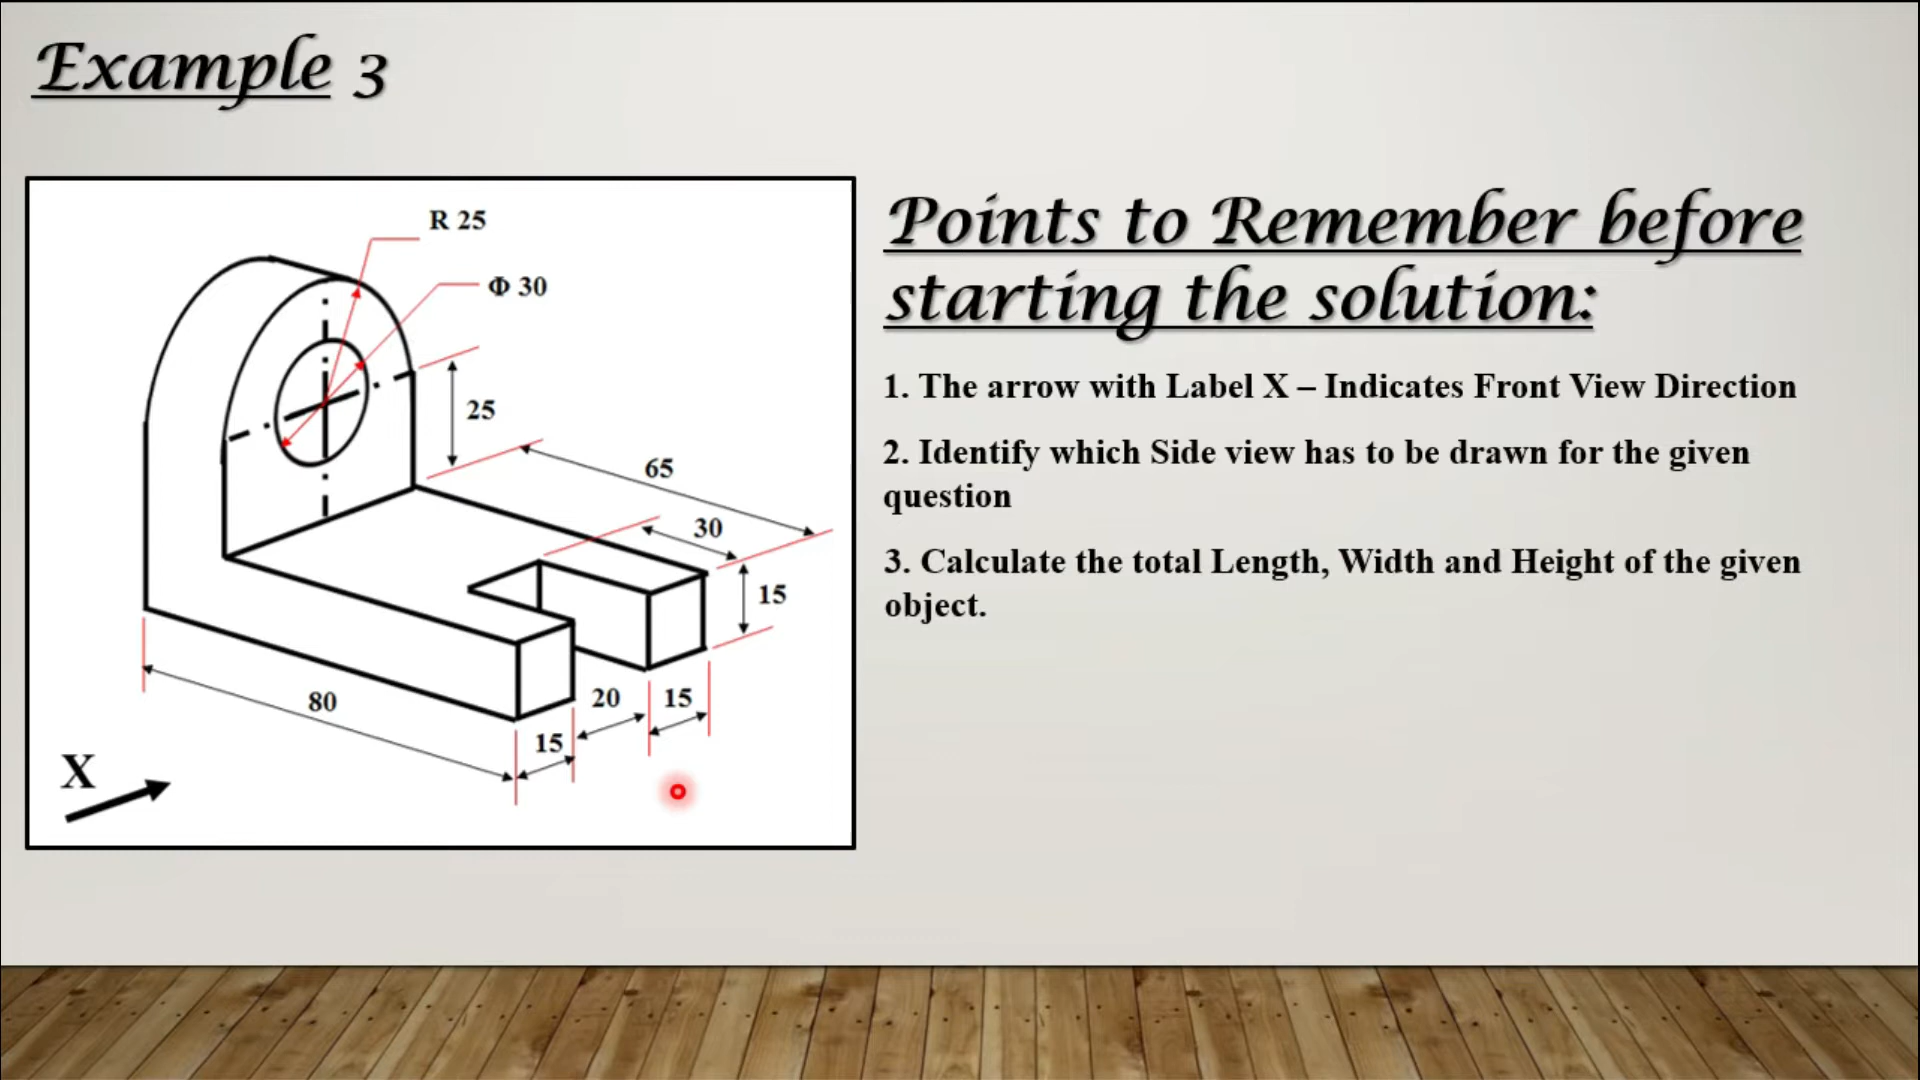 Example 3
R 25
Φ 30
25
65
30
15
80
20
15
15
X
Points to Remember before
starting the solution:
1. The arrow with Label X – Indicates Front View Direction
2. Identify which Side view has to be drawn for the given
question
3. Calculate the total Length, Width and Height of the given
object.